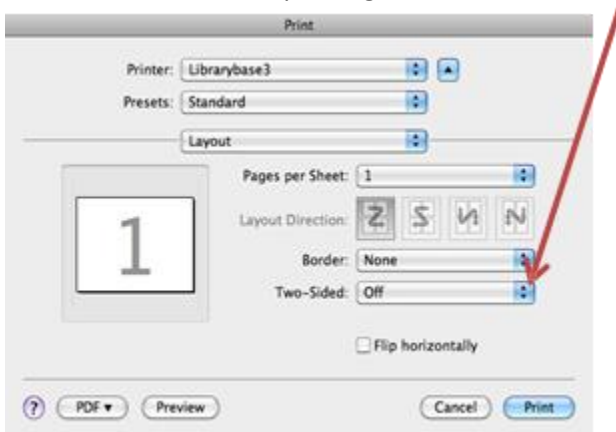 Print
Printer: Librarybase3
Presets: Standard
Layout
1
Pages per Sheet: 1
Layout Direction:
Border: None
Two-Sided: Off
Flip horizontally
? PDF Preview Cancel Print